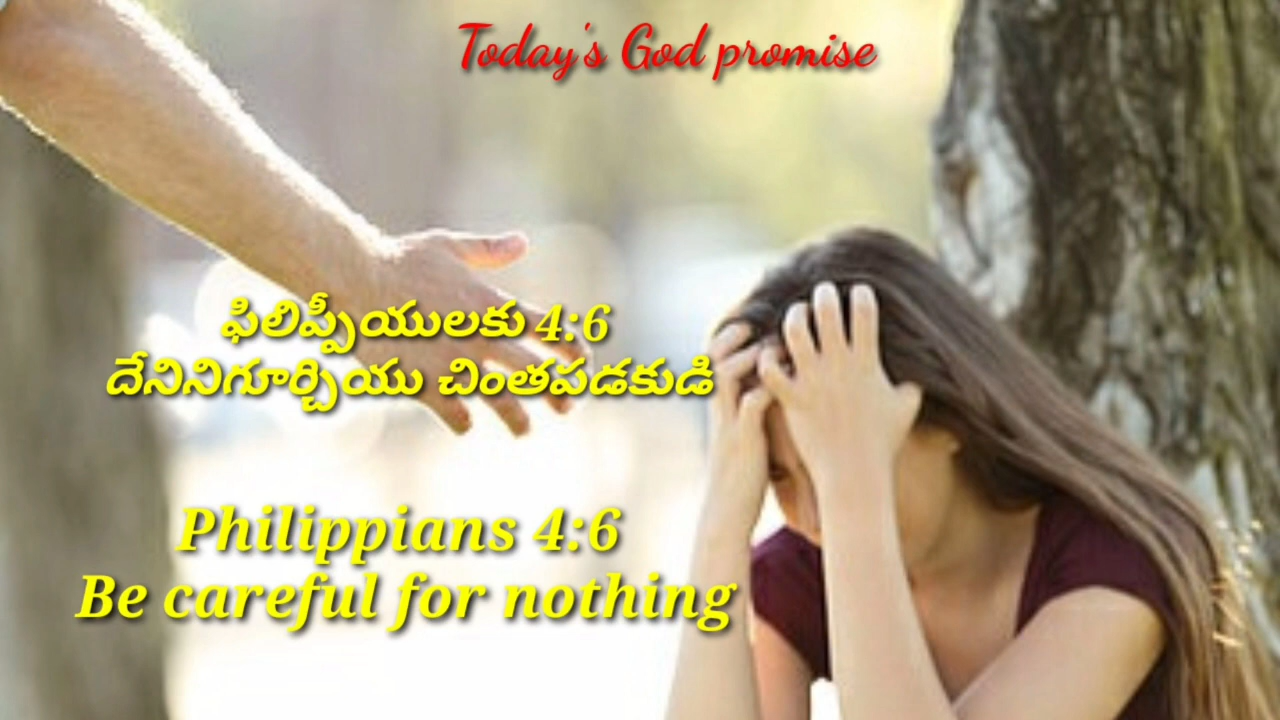 Today's God promise
ఫిలిప్పీయులకు 4:6
దేనినిగూర్చియు చింతపడకుడి
Philippians 4:6
Be careful for nothing